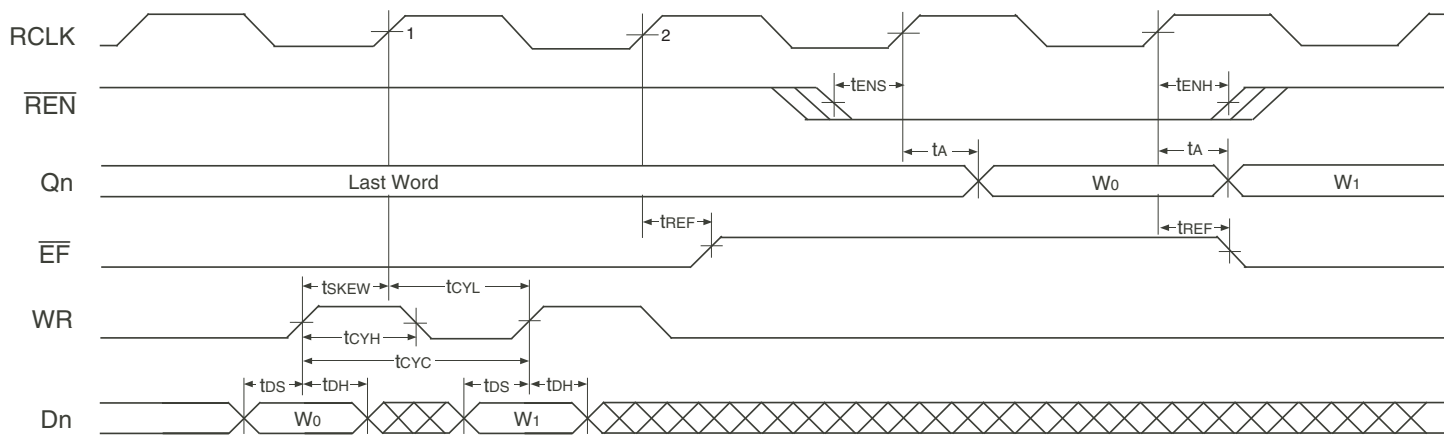 RCLK 1 2
REN tENS tENH
tA tA
Qn Last Word W0 W1
tREF tREF
EF
tSKEW tCYL
WR
tCYH
tCYC
tDS tDH tDS tDH
Dn W0 W1